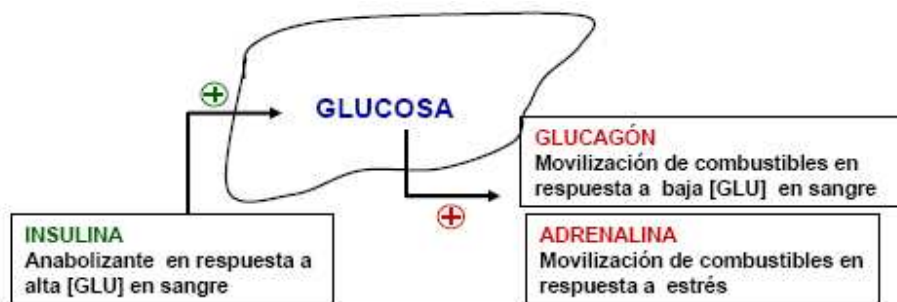 GLUCOSA
GLUCAGÓN
Movilización de combustibles en
respuesta a baja [GLU] en sangre
INSULINA
Anabolizante en respuesta a
alta [GLU] en sangre
ADRENALINA
Movilización de combustibles en
respuesta a estrés